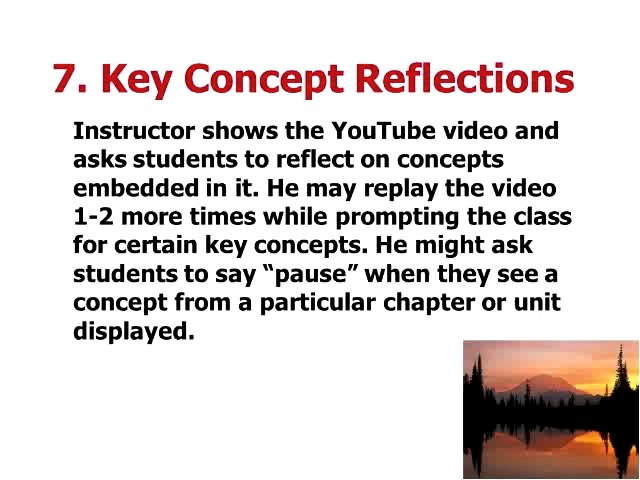 7. Key Concept Reflections
Instructor shows the YouTube video and
asks students to reflect on concepts
embedded in it. He may replay the video
1-2 more times while prompting the class
for certain key concepts. He might ask
students to say “pause” when they see a
concept from a particular chapter or unit
displayed.